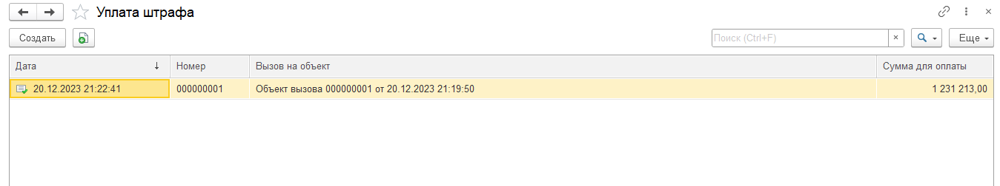 Уплата штрафа
Создать Поиск (Ctrl+F) × Еще
Дата ↓ Номер Вызов на объект Сумма для оплаты
20.12.2023 21:22:41 000000001 Объект вызова 000000001 от 20.12.2023 21:19:50 1 231 213,00